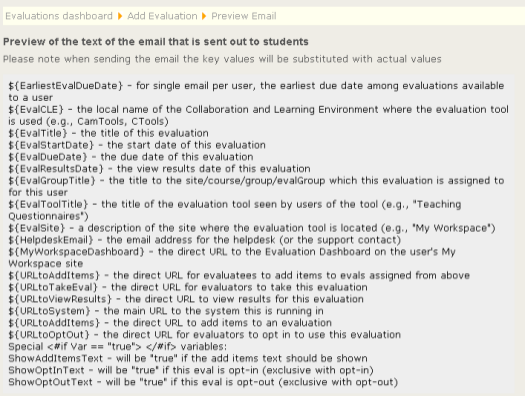 Evaluations dashboard Add Evaluation Preview Email
Preview of the text of the email that is sent out to students
Please note when sending the email the key values will be substituted with actual values
${EarliestEvalDueDate} - for single email per user, the earliest due date among evaluations available
to a user
${EvalCLE} - the local name of the Collaboration and Learning Environment where the evaluation tool
is used (e.g., CamTools, CTools)
${EvalTitle} - the title of this evaluation
${EvalStartDate} - the start date of this evaluation
${EvalDueDate} - the due date of this evaluation
${EvalResultsDate} - the view results date of this evaluation
${EvalGroupTitle} - the title to the site/course/group/evalGroup which this evaluation is assigned to
for this user
${EvalToolTitle} - the title of the evaluation tool seen by users of the tool (e.g., "Teaching
Questionnaires")
${EvalSite} - a description of the site where the evaluation tool is located (e.g., "My Workspace")
${HelpdeskEmail} - the email address for the helpdesk (or the support contact)
${MyWorkspaceDashboard} - the direct URL to the Evaluation Dashboard on the user's My
Workspace site
${URLtoAddItems} - the direct URL for evaluatees to add items to evals assigned from above
${URLtoTakeEval} - the direct URL for evaluators to take this evaluation
${URLtoViewResults} - the direct URL to view results for this evaluation
${URLtoSystem} - the main URL to the system this is running in
${URLtoAddItems} - the direct URL to add items to an evaluation
${URLtoOptOut} - the direct URL for evaluators to opt in to use this evaluation
Special <#if Var == "true"> </#if> variables:
ShowAddItemsText - will be "true" if the add items text should be shown
ShowOptInText - will be "true" if this eval is opt-in (exclusive with opt-in)
ShowOptOutText - will be "true" if this eval is opt-out (exclusive with opt-out)